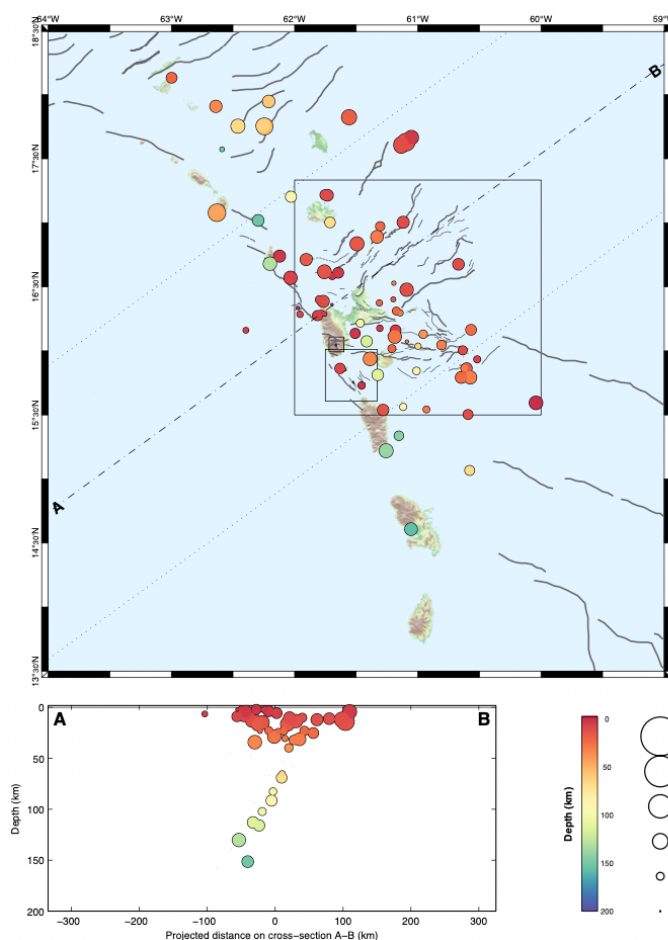 64°W 63°W 62°W 61°W 60°W 59°W
18°30'N
17°30'N
16°30'N
15°30'N
14°30'N
13°30'N
B
A
A B
0
50
100
150
200
Depth (km)
−300 −200 −100 0 100 200 300
Projected distance on cross−section A−B (km)
Depth (km)
0
50
100
150
200